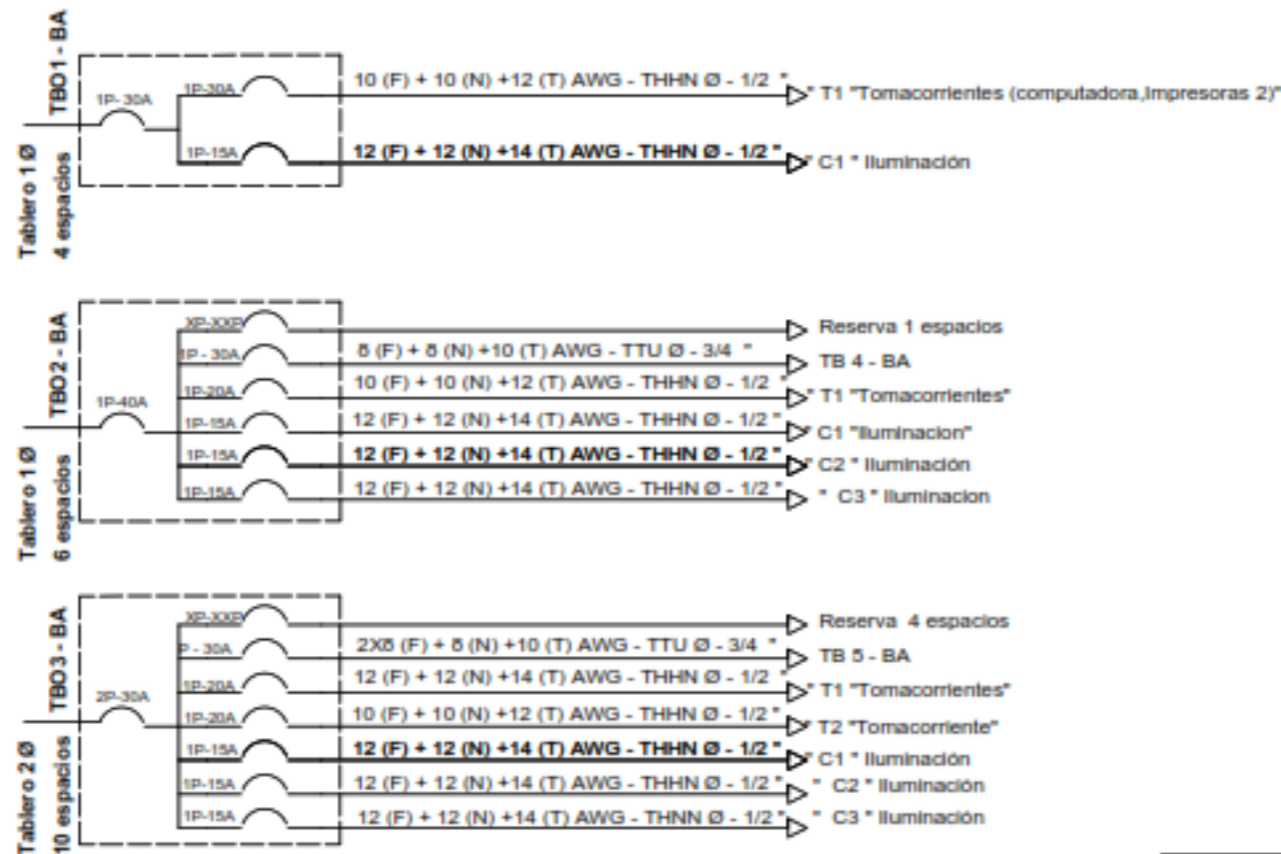 TBO1 - BA
Tablero 1 Ø
4 espacios
1P- 30A
1P-30A
10 (F) + 10 (N) +12 (T) AWG - THHN Ø - 1/2 "
" T1 "Tomacorrientes (computadora,Impresoras 2)"
1P-15A
12 (F) + 12 (N) +14 (T) AWG - THHN Ø - 1/2 "
" C1 " Iluminación
TBO2 - BA
Tablero 1 Ø
6 espacios
1P-40A
XP-XXP
Reserva 1 espacios
1P - 30A
8 (F) + 8 (N) +10 (T) AWG - TTU Ø - 3/4 "
TB 4 - BA
1P-20A
10 (F) + 10 (N) +12 (T) AWG - THHN Ø - 1/2 "
" T1 "Tomacorrientes"
1P-15A
12 (F) + 12 (N) +14 (T) AWG - THHN Ø - 1/2 "
" C1 "Iluminacion"
1P-15A
12 (F) + 12 (N) +14 (T) AWG - THHN Ø - 1/2 "
" C2 " Iluminación
1P-15A
12 (F) + 12 (N) +14 (T) AWG - THHN Ø - 1/2 "
" C3 " Iluminacion
TBO3 - BA
Tablero 2 Ø
10 espacios
2P-30A
XP-XXP
Reserva 4 espacios
P - 30A
2X8 (F) + 8 (N) +10 (T) AWG - TTU Ø - 3/4 "
TB 5 - BA
1P-20A
12 (F) + 12 (N) +14 (T) AWG - THHN Ø - 1/2 "
" T1 "Tomacorrientes"
1P-20A
10 (F) + 10 (N) +12 (T) AWG - THHN Ø - 1/2 "
" T2 "Tomacorriente"
1P-15A
12 (F) + 12 (N) +14 (T) AWG - THHN Ø - 1/2 "
" C1 " Iluminación
1P-15A
12 (F) + 12 (N) +14 (T) AWG - THHN Ø - 1/2 "
" C2 " Iluminación
1P-15A
12 (F) + 12 (N) +14 (T) AWG - THNN Ø - 1/2 "
" C3 " Iluminación